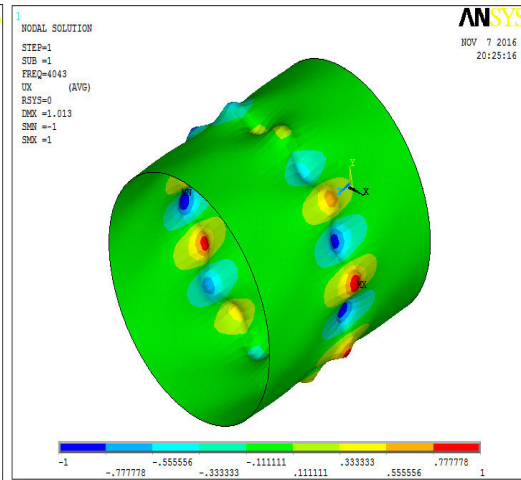 1
NODAL SOLUTION
ANSYS
NOV 7 2016
20:25:16
STEP=1
SUB =1
FREQ=4043
UX (AVG)
RSYS=0
DMX =1.013
SMN =-1
SMX =1
Y
X
MN
MX
-1 -.555556 -.111111 .333333 .777778
-.777778 -.333333 .111111 .555556 1